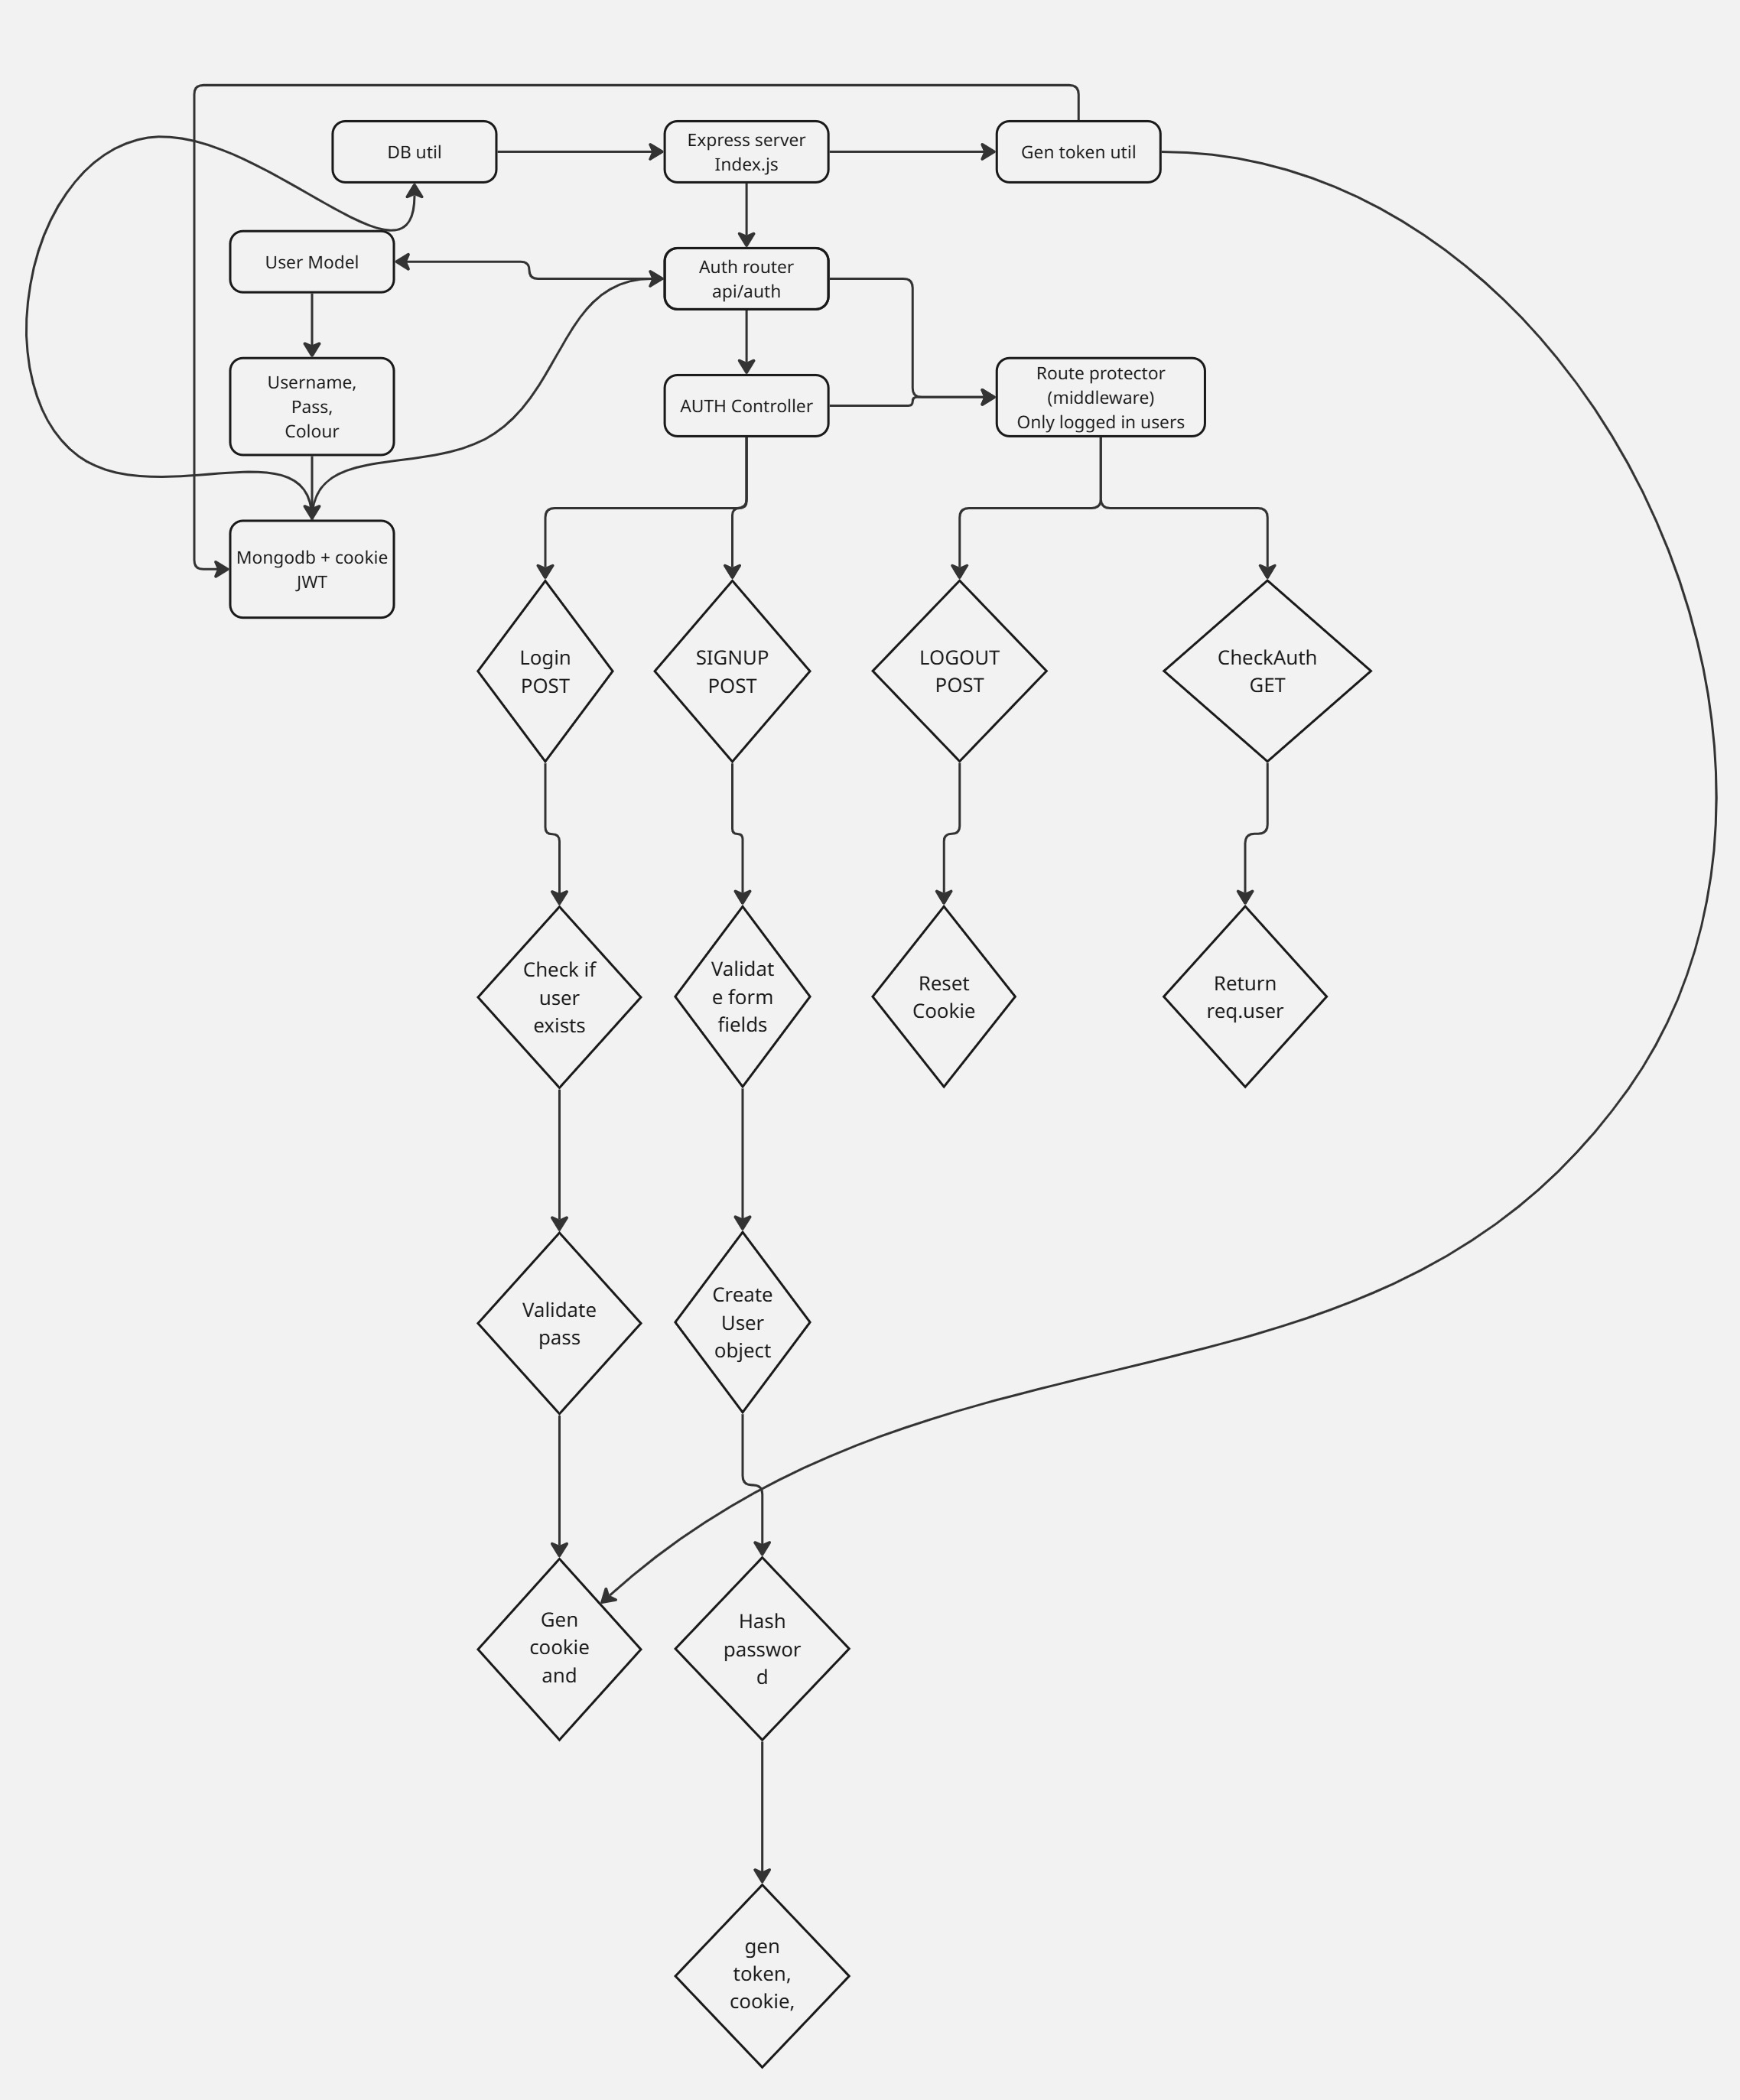 DB util
Express server
Index.js
Gen token util
User Model
Auth router
api/auth
Username,
Pass,
Colour
AUTH Controller
Route protector
(middleware)
Only logged in users
Mongodb + cookie
JWT
Login
POST
SIGNUP
POST
LOGOUT
POST
CheckAuth
GET
Check if
user
exists
Validat
e form
fields
Reset
Cookie
Return
req.user
Validate
pass
Create
User
object
Gen
cookie
and
Hash
passwor
d
gen
token,
cookie,